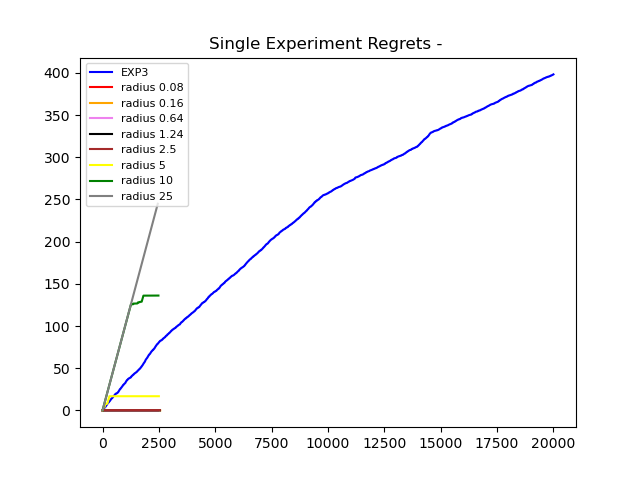 Single Experiment Regrets -
400
350
300
250
200
150
100
50
0
EXP3
radius 0.08
radius 0.16
radius 0.64
radius 1.24
radius 2.5
radius 5
radius 10
radius 25
0 2500 5000 7500 10000 12500 15000 17500 20000